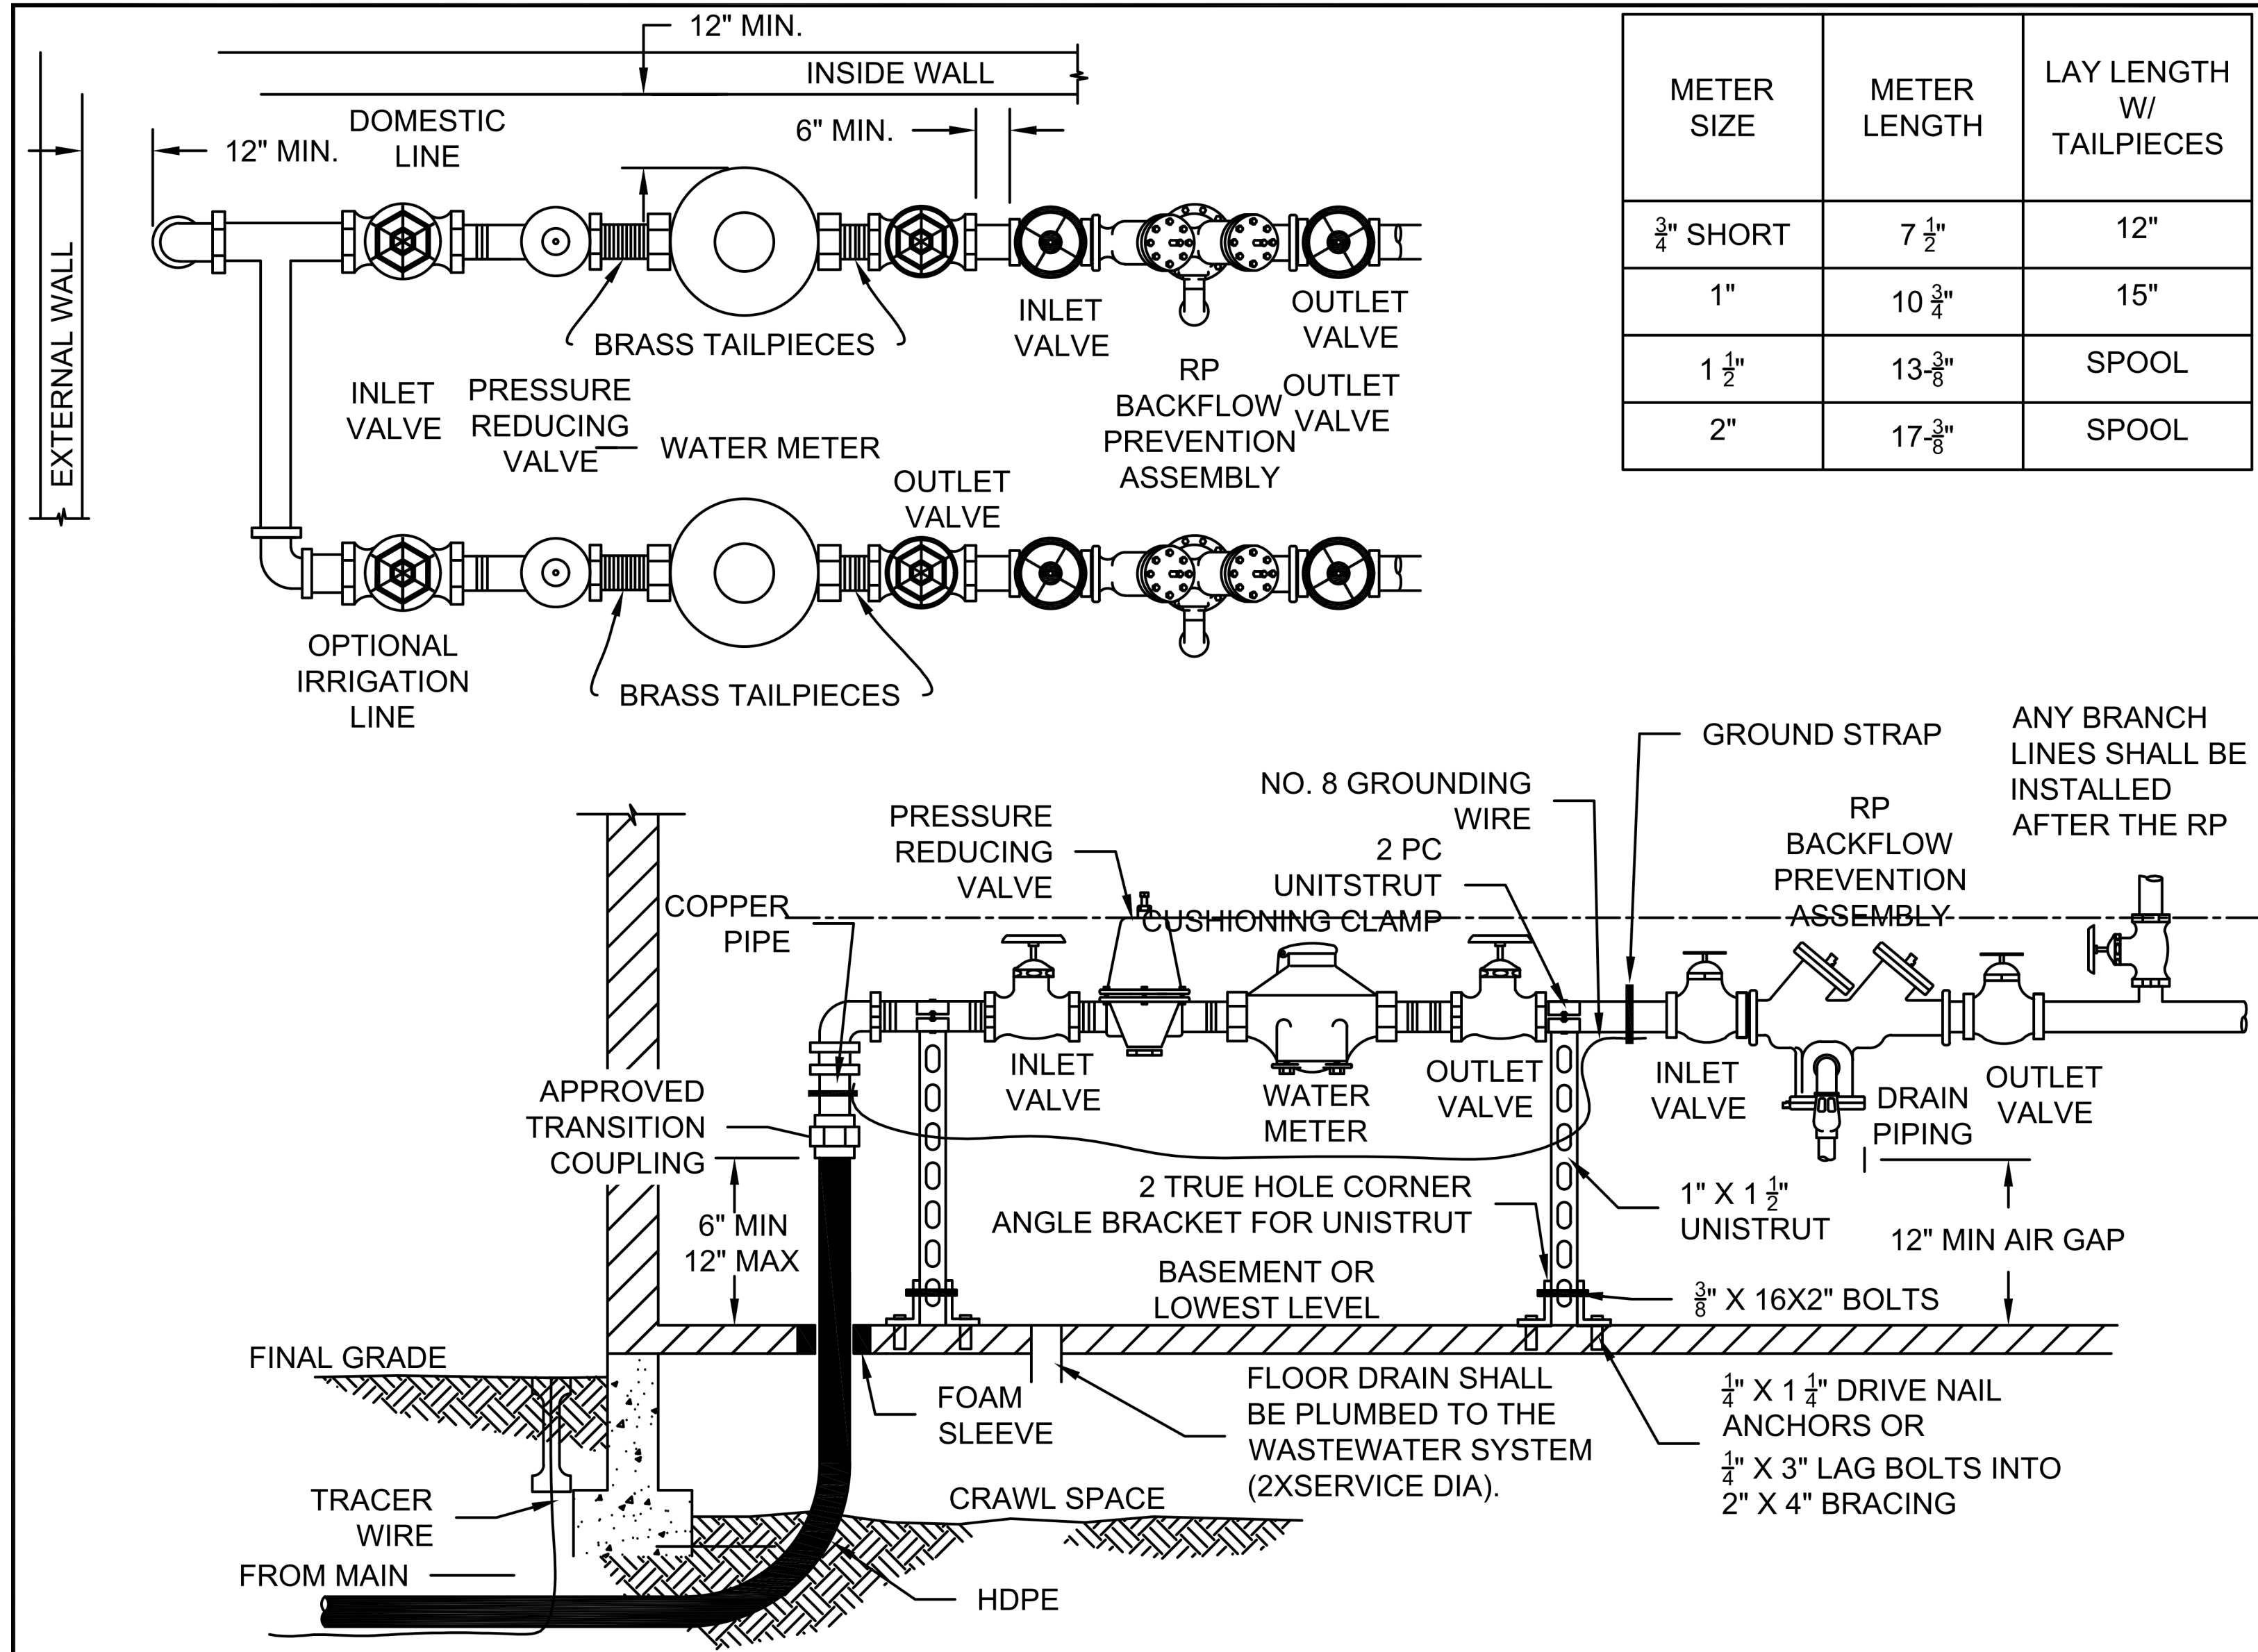 12" MIN.
INSIDE WALL
DOMESTIC
LINE
12" MIN.
6" MIN.
EXTERNAL WALL
BRASS TAILPIECES
INLET
VALVE
OUTLET
VALVE
INLET
VALVE
PRESSURE
REDUCING
VALVE
WATER METER
RP
BACKFLOW
PREVENTION
ASSEMBLY
OUTLET
VALVE
OUTLET
VALVE
OPTIONAL
IRRIGATION
LINE
BRASS TAILPIECES
METER
SIZE
METER
LENGTH
LAY LENGTH
W/
TAILPIECES
3/4" SHORT
7 1/2"
12"
1"
10 3/4"
15"
1 1/2"
13-3/8"
SPOOL
2"
17-3/8"
SPOOL
GROUND STRAP
ANY BRANCH
LINES SHALL BE
INSTALLED
AFTER THE RP
NO. 8 GROUNDING
WIRE
PRESSURE
REDUCING
VALVE
2 PC
UNITSTRUT
CUSHIONING CLAMP
RP
BACKFLOW
PREVENTION
ASSEMBLY
COPPER
PIPE
INLET
VALVE
WATER
METER
OUTLET
VALVE
INLET
VALVE
DRAIN
PIPING
OUTLET
VALVE
APPROVED
TRANSITION
COUPLING
6" MIN
12" MAX
2 TRUE HOLE CORNER
ANGLE BRACKET FOR UNISTRUT
1" X 1 1/2"
UNISTRUT
12" MIN AIR GAP
BASEMENT OR
LOWEST LEVEL
3/8" X 16X2" BOLTS
FINAL GRADE
FOAM
SLEEVE
FLOOR DRAIN SHALL
BE PLUMBED TO THE
WASTEWATER SYSTEM
(2XSERVICE DIA).
1/4" X 1 1/4" DRIVE NAIL
ANCHORS OR
1/4" X 3" LAG BOLTS INTO
2" X 4" BRACING
TRACER
WIRE
CRAWL SPACE
FROM MAIN
HDPE